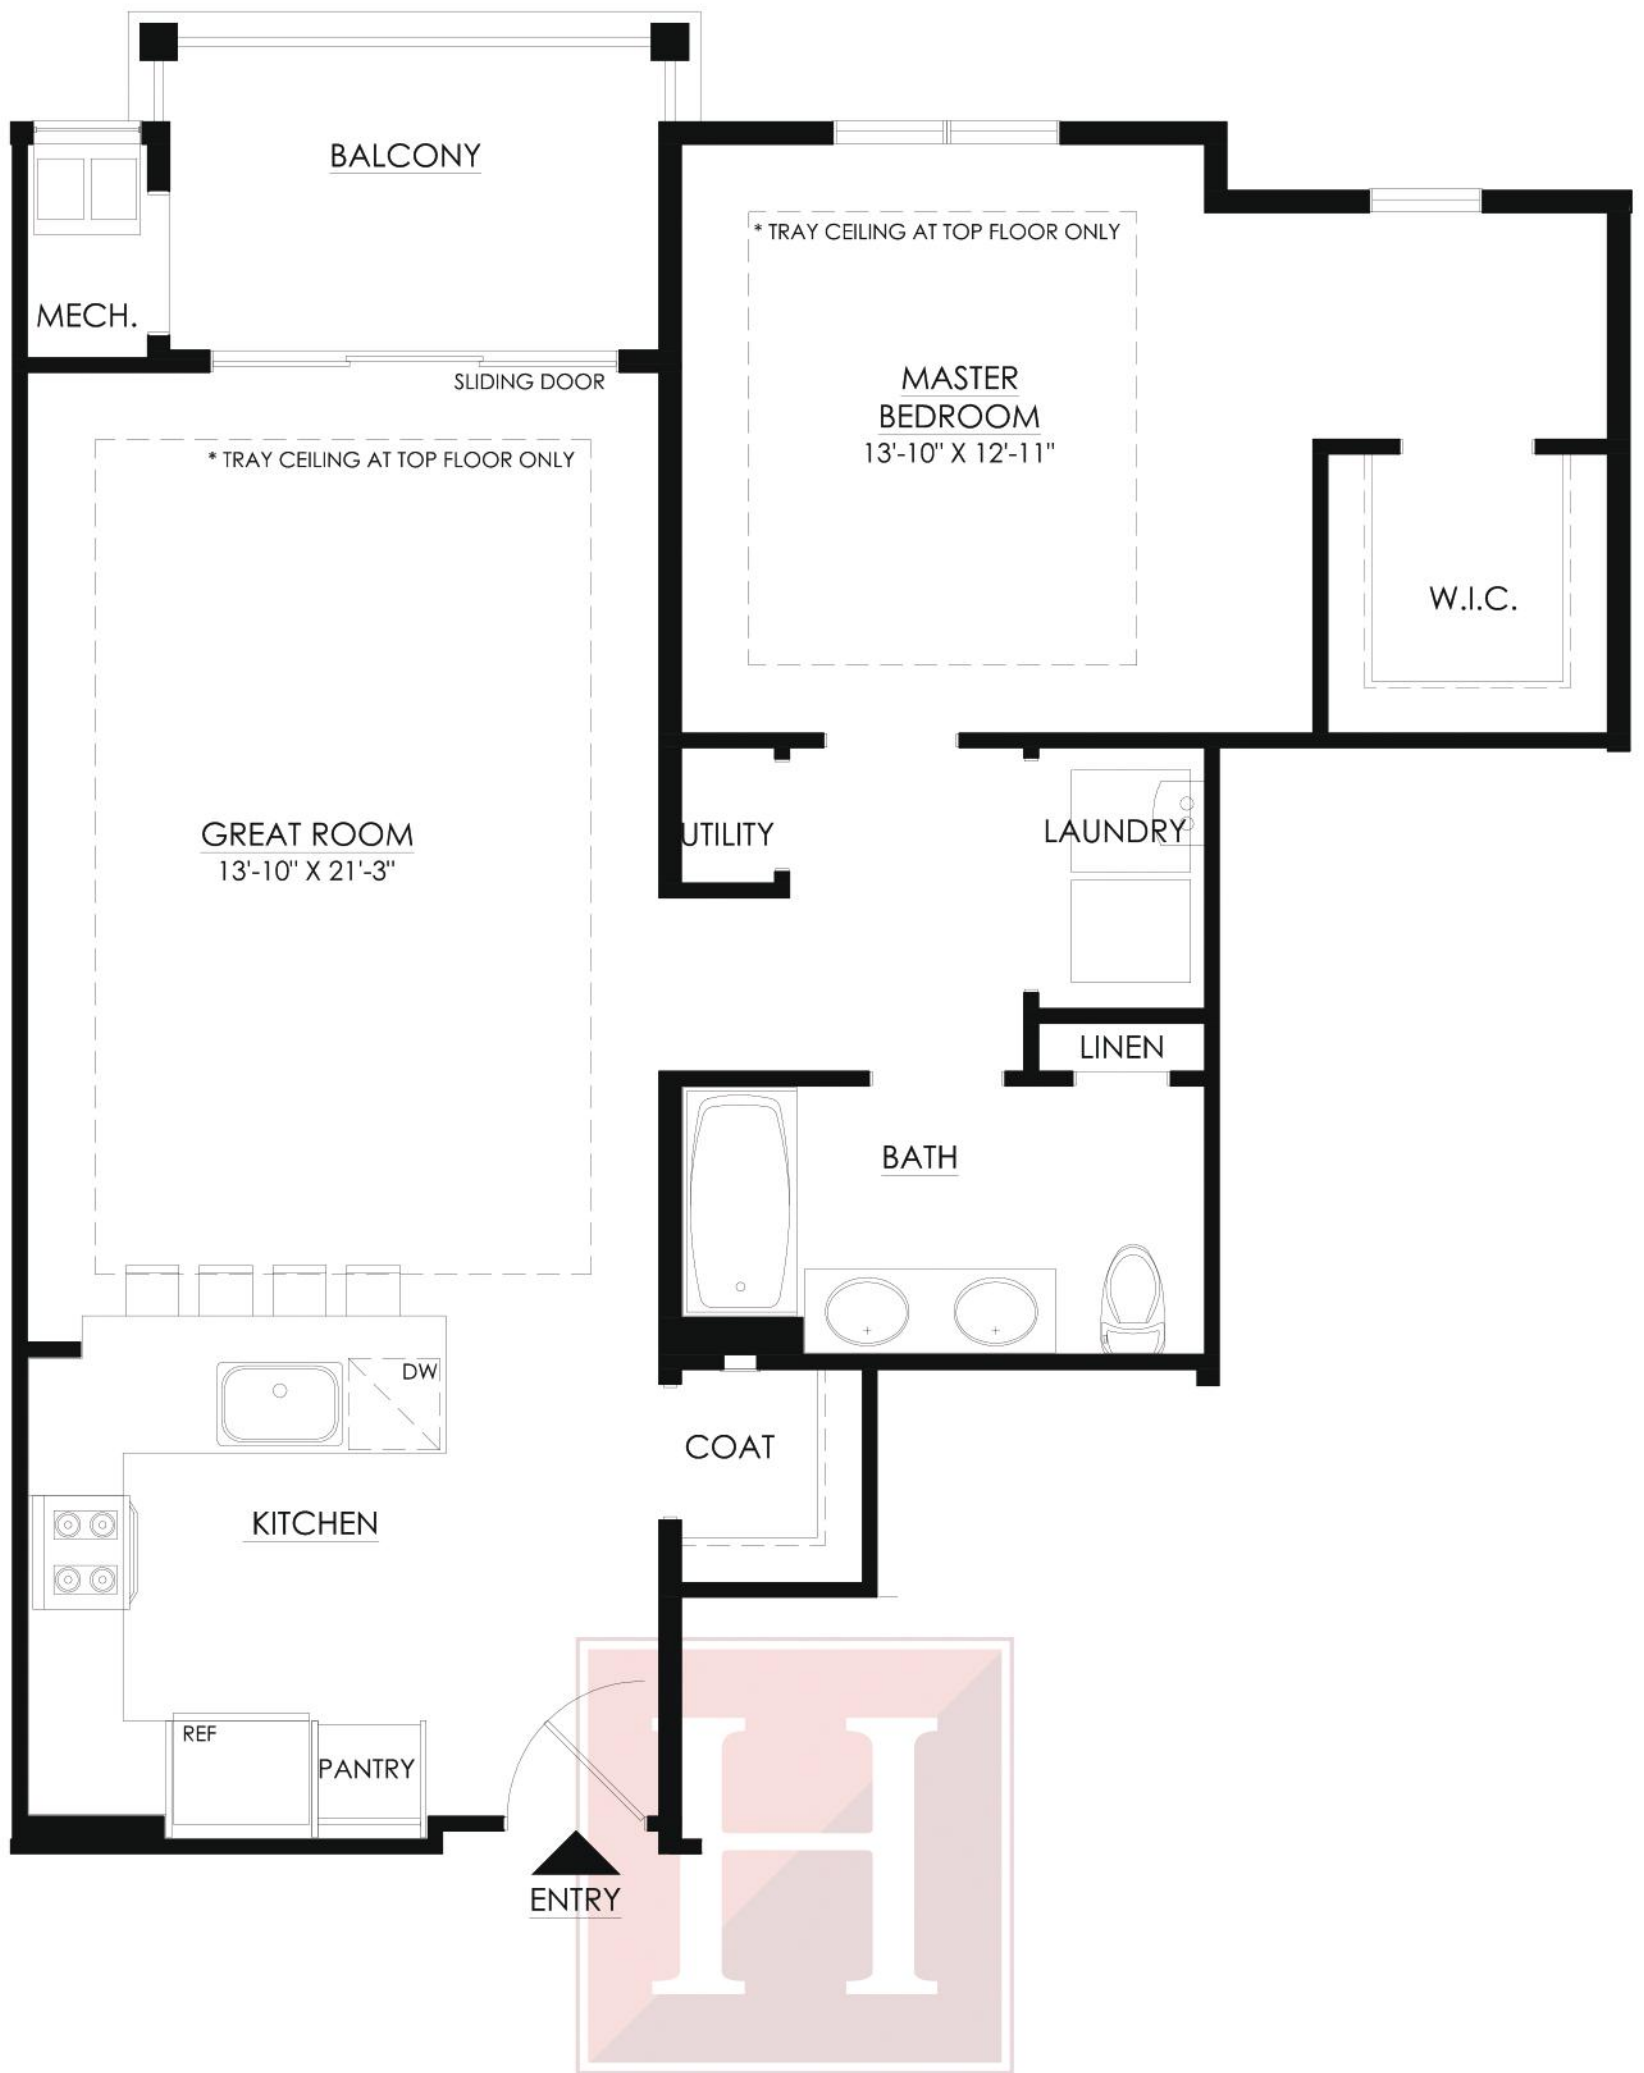 BALCONY
* TRAY CEILING AT TOP FLOOR ONLY
MECH.
SLIDING DOOR
MASTER
BEDROOM
13'-10" X 12'-11"
* TRAY CEILING AT TOP FLOOR ONLY
W.I.C.
GREAT ROOM
13'-10" X 21'-3"
UTILITY
LAUNDRY
LINEN
BATH
DW
COAT
KITCHEN
REF
PANTRY
ENTRY
H